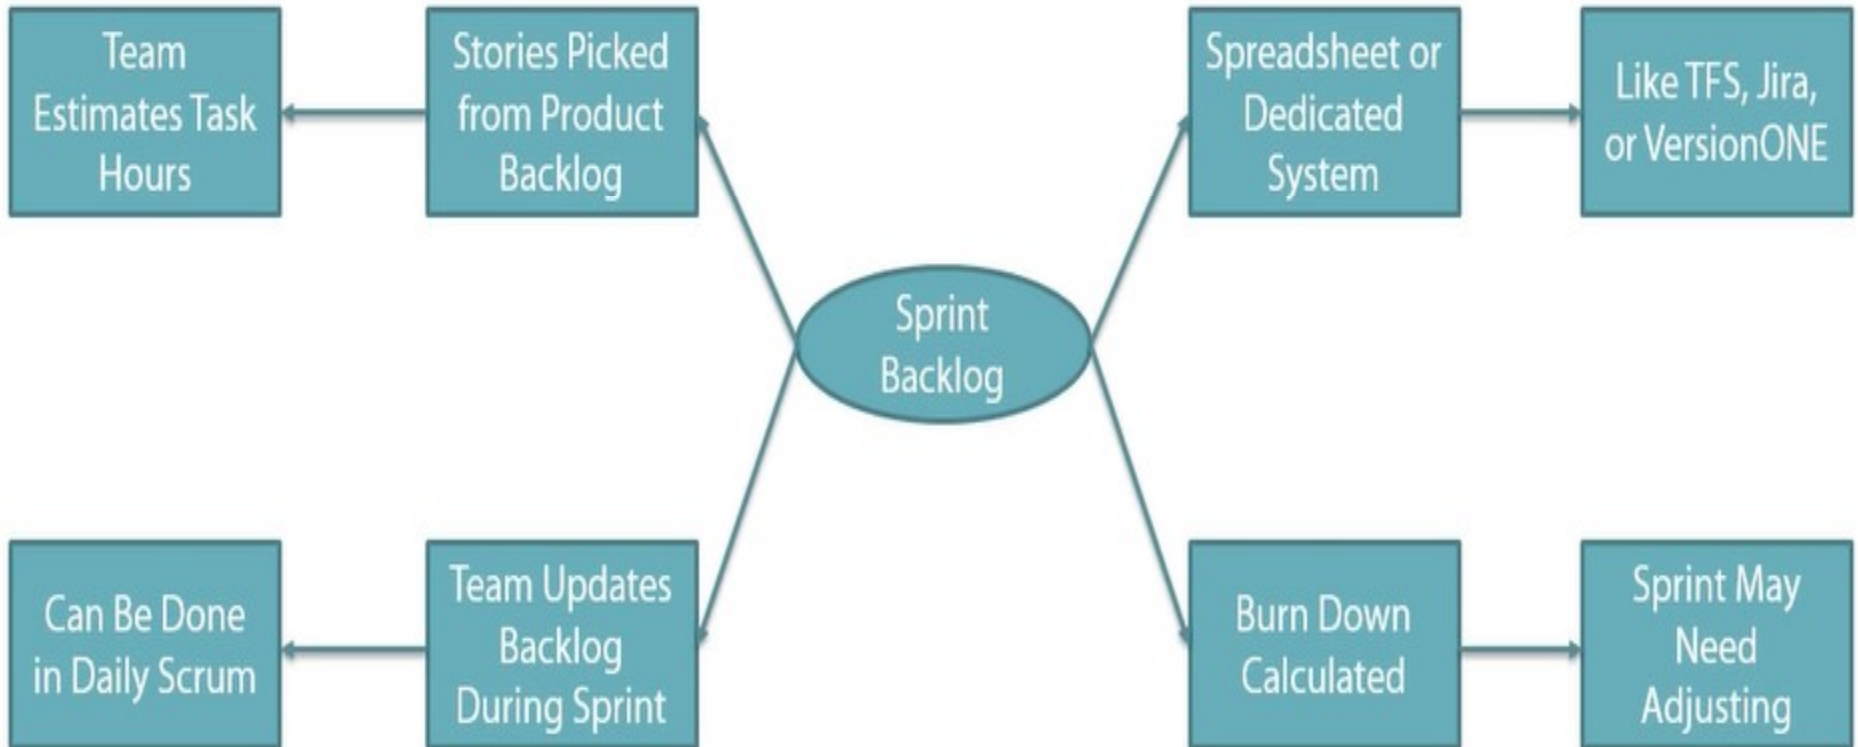 Team
Estimates Task
Hours
Stories Picked
from Product
Backlog
Spreadsheet or
Dedicated
System
Like TFS, Jira,
or VersionONE
Sprint
Backlog
Can Be Done
in Daily Scrum
Team Updates
Backlog
During Sprint
Burn Down
Calculated
Sprint May
Need
Adjusting